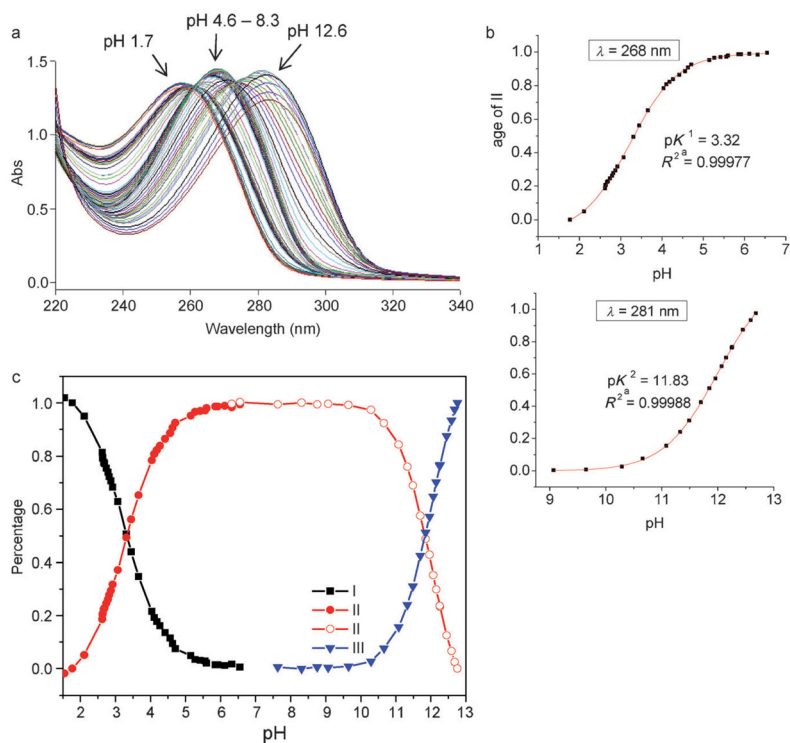 a
pH 1.7
pH 4.6 – 8.3
pH 12.6
1.5
1.0
0.5
0.0
Abs
220 240 260 280 300 320 340
Wavelength (nm)
b
λ = 268 nm
age of II
1.0
0.8
0.6
0.4
0.2
0.0
pK¹ = 3.32
R² a = 0.99977
1 2 3 4 5 6 7
pH
λ = 281 nm
1.0
0.8
0.6
0.4
0.2
0.0
pK² = 11.83
R² a = 0.99988
9 10 11 12 13
pH
c
Percentage
1.0
0.8
0.6
0.4
0.2
0.0
I
II
II
III
2 3 4 5 6 7 8 9 10 11 12 13
pH